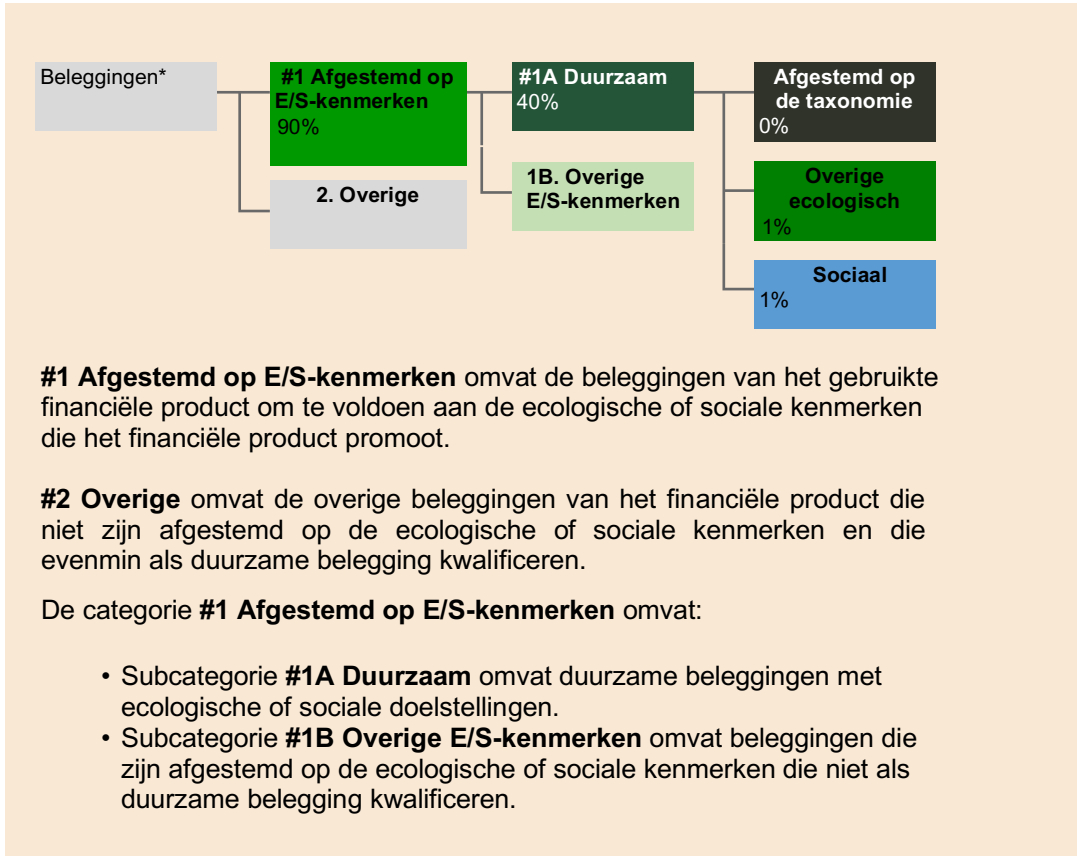 Beleggingen*
#1 Afgestemd op
E/S-kenmerken
90%
2. Overige
#1A Duurzaam
40%
1B. Overige
E/S-kenmerken
Afgestemd op
de taxonomie
0%
Overige
ecologisch
1%
Sociaal
1%
#1 Afgestemd op E/S-kenmerken omvat de beleggingen van het gebruikte
financiële product om te voldoen aan de ecologische of sociale kenmerken
die het financiële product promoot.
#2 Overige omvat de overige beleggingen van het financiële product die
niet zijn afgestemd op de ecologische of sociale kenmerken en die
evenmin als duurzame belegging kwalificeren.
De categorie #1 Afgestemd op E/S-kenmerken omvat:
• Subcategorie #1A Duurzaam omvat duurzame beleggingen met
ecologische of sociale doelstellingen.
• Subcategorie #1B Overige E/S-kenmerken omvat beleggingen die
zijn afgestemd op de ecologische of sociale kenmerken die niet als
duurzame belegging kwalificeren.